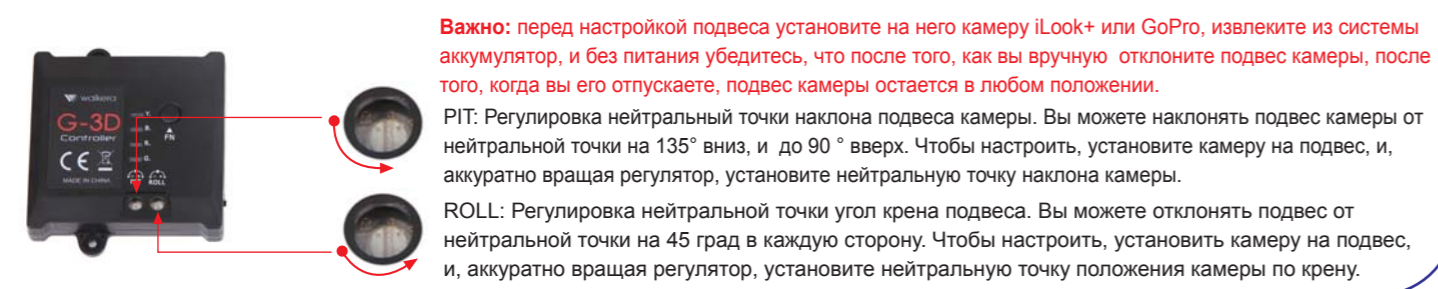 Важно: перед настройкой подвеса установите на него камеру iLook+ или GoPro, извлеките из системы
аккумулятор, и без питания убедитесь, что после того, как вы вручную отклоните подвес камеры, после
того, когда вы его отпускаете, подвес камеры остается в любом положении.
PIT: Регулировка нейтральный точки наклона подвеса камеры. Вы можете наклонять подвес камеры от
нейтральной точки на 135° вниз, и до 90 ° вверх. Чтобы настроить, установите камеру на подвес, и,
аккуратно вращая регулятор, установите нейтральную точку наклона камеры.
ROLL: Регулировка нейтральной точки угол крена подвеса. Вы можете отклонять подвес от
нейтральной точки на 45 град в каждую сторону. Чтобы настроить, установить камеру на подвес,
и, аккуратно вращая регулятор, установите нейтральную точку положения камеры по крену.
walkera
G-3D
Controller
CE
MADE IN CHINA
Y.
B.
R.
G.
FN
PIT ROLL